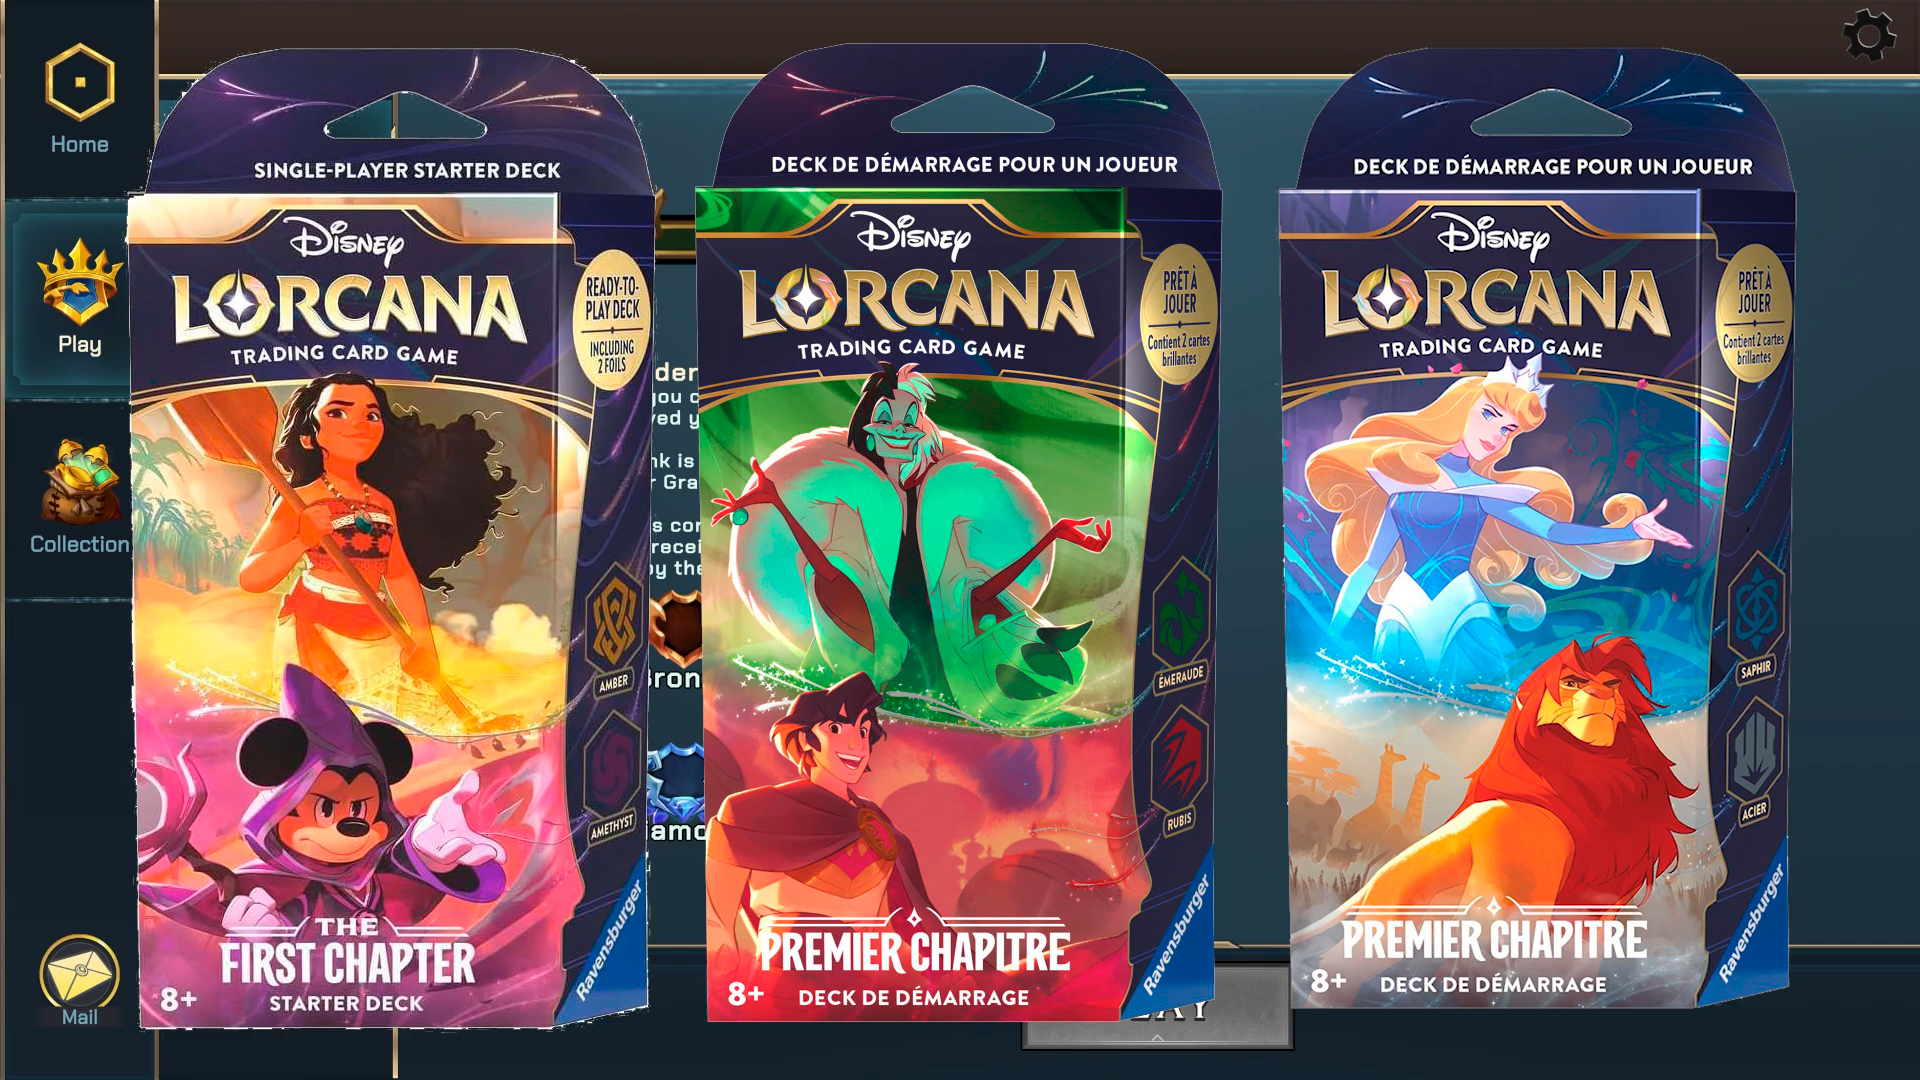 Home
Play
Collection
Mail
SINGLE-PLAYER STARTER DECK
DISNEY
LORCANA
TRADING CARD GAME
READY-TO-
PLAY DECK
INCLUDING
2 FOILS
AMBER
AMETHYST
THE
FIRST CHAPTER
STARTER DECK
8+
Ravensburger
DECK DE DÉMARRAGE POUR UN JOUEUR
DISNEY
LORCANA
TRADING CARD GAME
PRÊT À
JOUER
Contient 2 cartes
brillantes
ÉMERAUDE
RUBIS
PREMIER CHAPITRE
8+ DECK DE DÉMARRAGE
Ravensburger
DECK DE DÉMARRAGE POUR UN JOUEUR
DISNEY
LORCANA
TRADING CARD GAME
PRÊT À
JOUER
Contient 2 cartes
brillantes
SAPHIR
ACIER
PREMIER CHAPITRE
8+ DECK DE DÉMARRAGE
Ravensburger